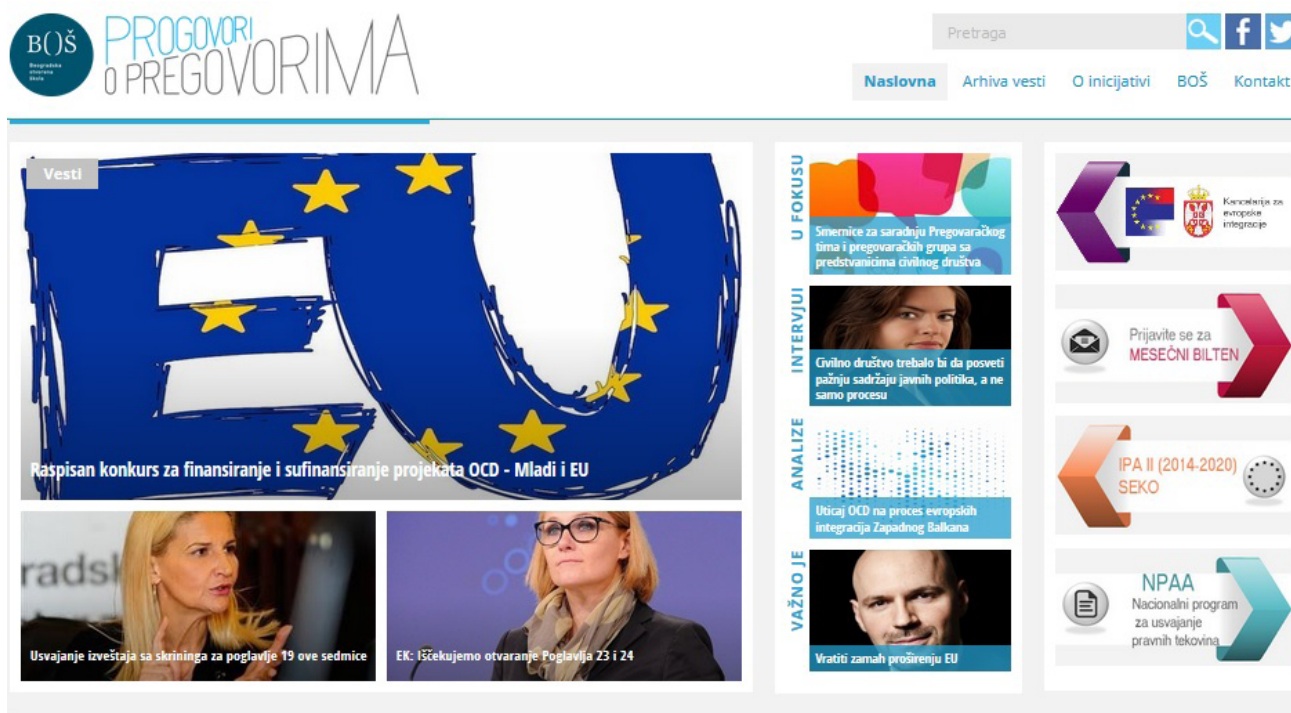 BOŠ
Beogradska
otvorena
škola
PROGOVORI
O PREGOVORIMA
Pretraga
Naslovna
Arhiva vesti
O inicijativi
BOŠ
Kontakt
Vesti
EU
Raspisan konkurs za finansiranje i sufinansiranje projekata OCD - Mladi i EU
radsk
Usvajanje izveštaja sa skrininga za poglavlje 19 ove sedmice
EK: Iščekujemo otvaranje Poglavlja 23 i 24
U FOKUSU
Smernice za saradnju Pregovaračkog
tima i pregovaračkih grupa sa
predstvanicima civilnog društva
INTERVJUI
Civilno društvo trebalo bi da posveti
pažnju sadržaju javnih politika, a ne
samo procesu
ANALIZE
Uticaj OCD na proces evropskih
integracija Zapadnog Balkana
VAŽNO JE
Vratiti zamah proširenju EU
Kancelarija za
evropske
integracije
Prijavite se za
MESEČNI BILTEN
IPA II (2014-2020)
SEKO
NPAA
Nacionalni program
za usvajanje
pravnih tekovina